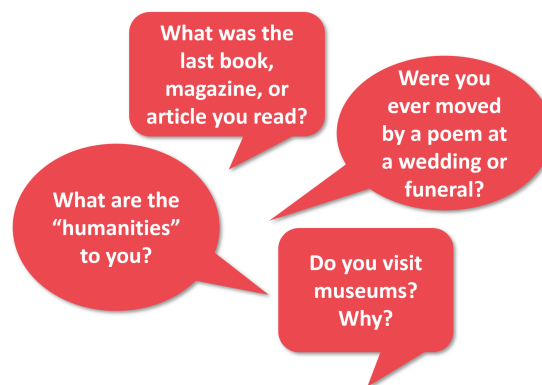 What was the
last book,
magazine, or
article you read?
Were you
ever moved
by a poem at
a wedding or
funeral?
What are the
“humanities”
to you?
Do you visit
museums?
Why?